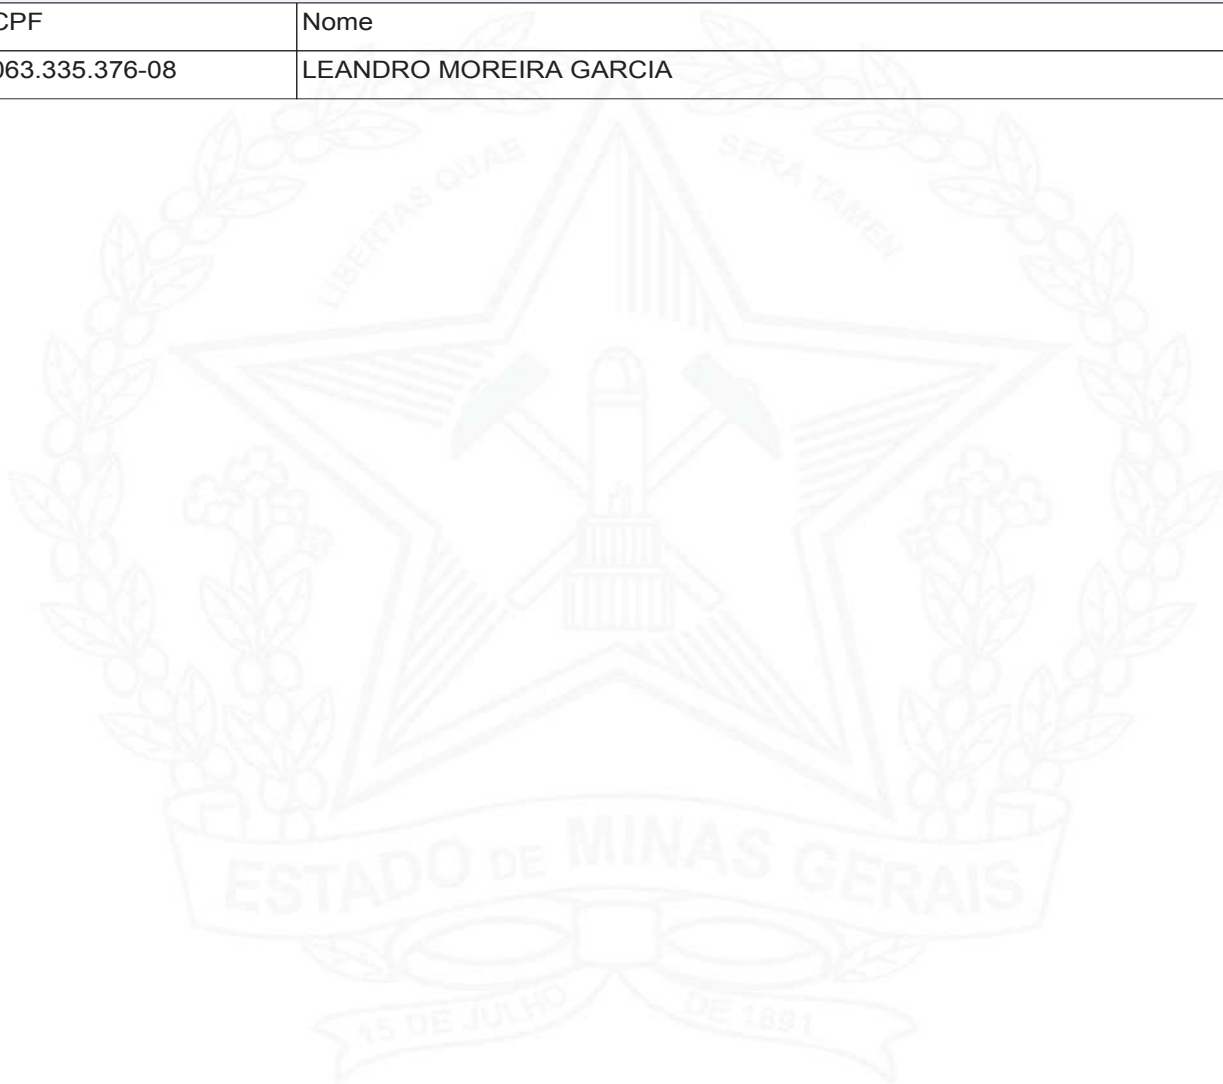 CPF Nome
063.335.376-08 LEANDRO MOREIRA GARCIA
LIBERTAS QUAE SERA TAMEN
ESTADO DE MINAS GERAIS
15 DE JULHO DE 1891